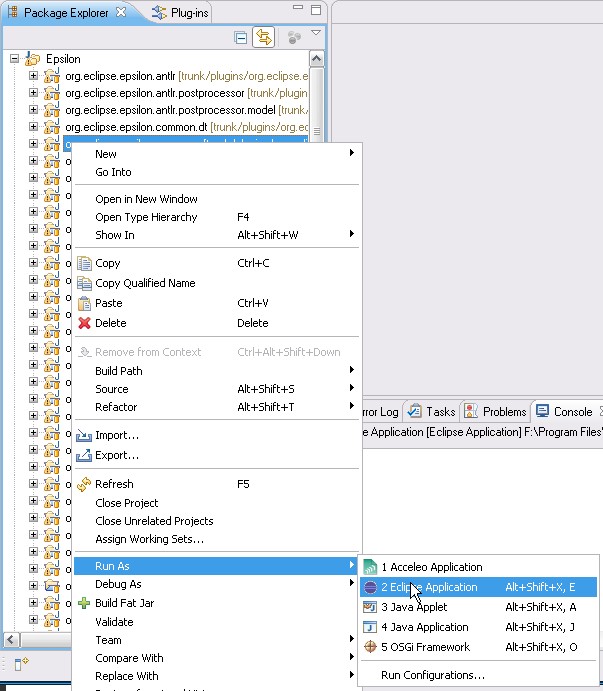 Package Explorer
Plug-ins
Epsilon
org.eclipse.epsilon.antlr [trunk/plugins/org.eclipse.e
org.eclipse.epsilon.antlr.postprocessor [trunk/plugin
org.eclipse.epsilon.antlr.postprocessor.model [trunk/
org.eclipse.epsilon.common.dt [trunk/plugins/org.ec
New
Go Into
Open in New Window
Open Type Hierarchy F4
Show In Alt+Shift+W
Copy Ctrl+C
Copy Qualified Name
Paste Ctrl+V
Delete Delete
Remove from Context Ctrl+Alt+Shift+Down
Build Path
Source Alt+Shift+S
Refactor Alt+Shift+T
Import...
Export...
Refresh F5
Close Project
Close Unrelated Projects
Assign Working Sets...
Run As
Debug As
Build Fat Jar
Validate
Team
Compare With
Replace With
rror Log Tasks Problems Console
e Application [Eclipse Application] F:\Program Files'
1 Acceleo Application
2 Eclipse Application Alt+Shift+X, E
3 Java Applet Alt+Shift+X, A
4 Java Application Alt+Shift+X, J
5 OSGi Framework Alt+Shift+X, O
Run Configurations...